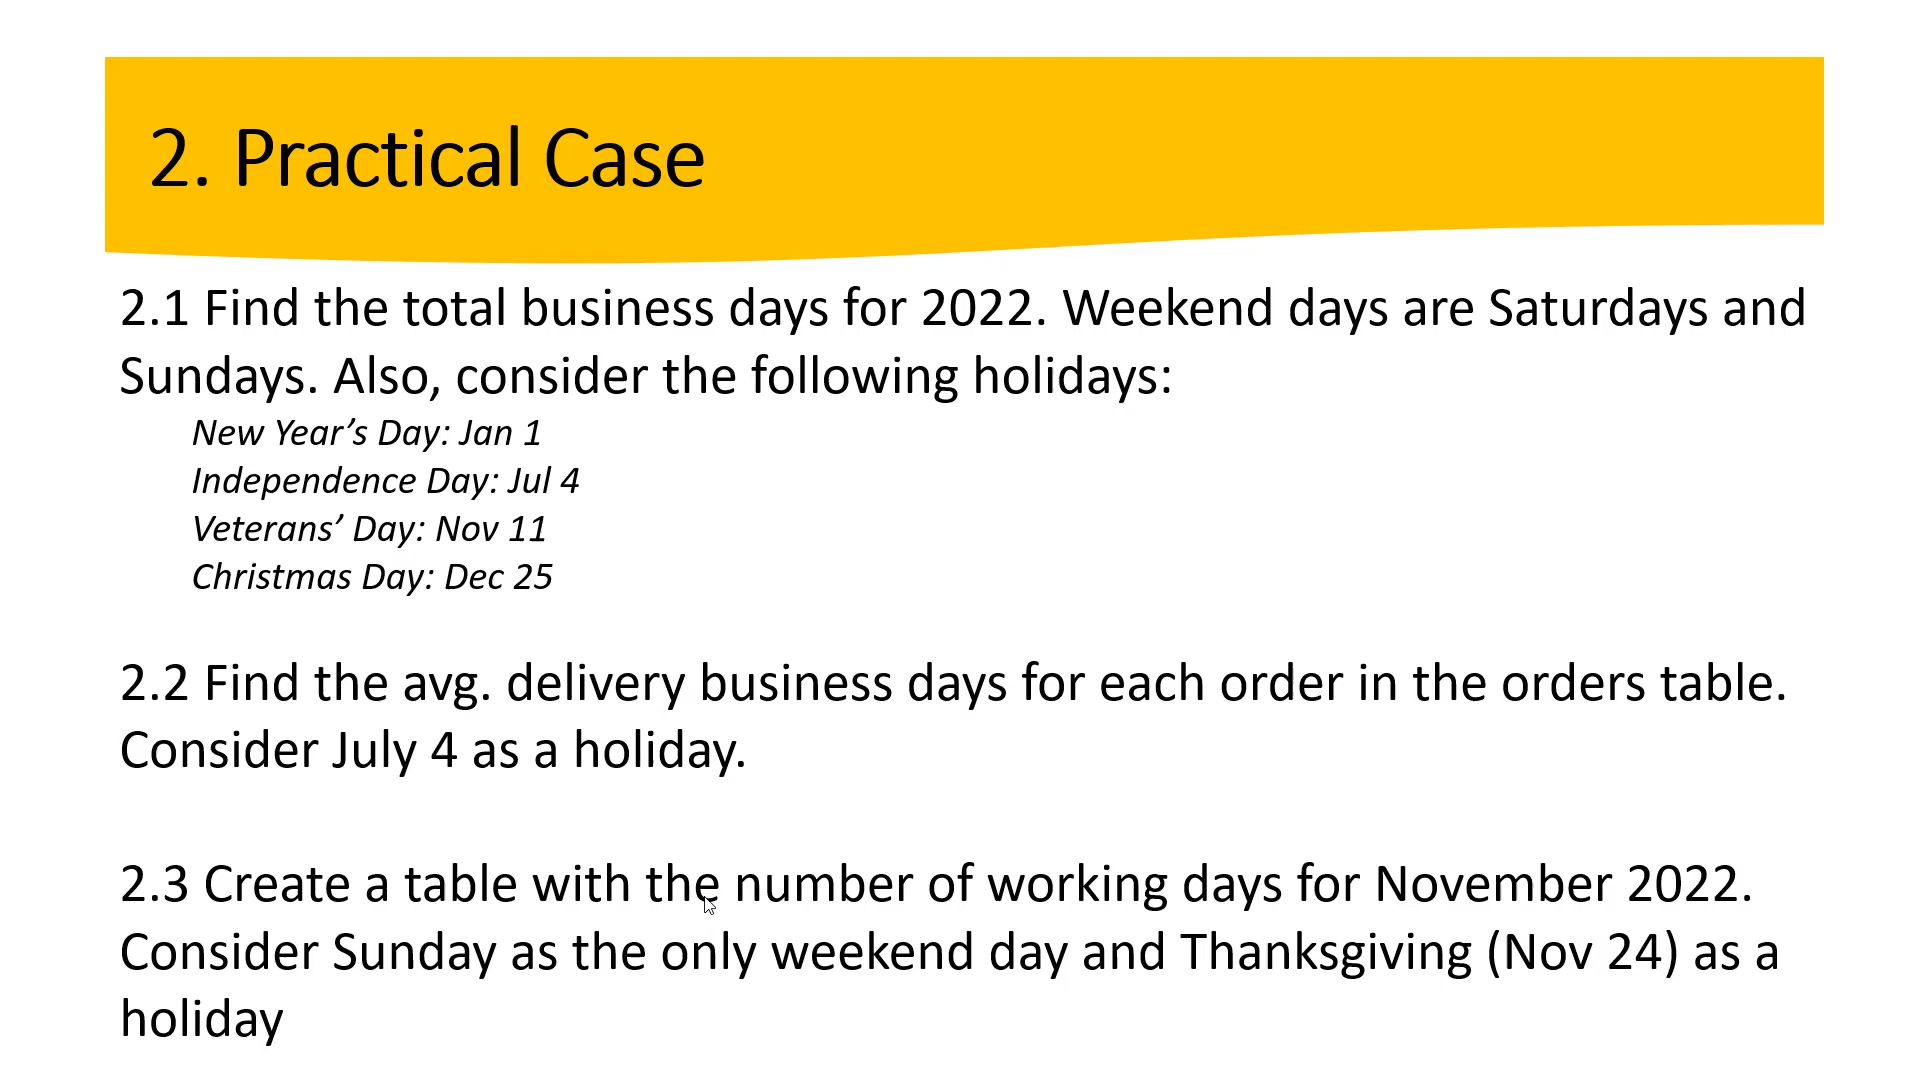 2. Practical Case
2.1 Find the total business days for 2022. Weekend days are Saturdays and
Sundays. Also, consider the following holidays:
New Year’s Day: Jan 1
Independence Day: Jul 4
Veterans’ Day: Nov 11
Christmas Day: Dec 25
2.2 Find the avg. delivery business days for each order in the orders table.
Consider July 4 as a holiday.
2.3 Create a table with the number of working days for November 2022.
Consider Sunday as the only weekend day and Thanksgiving (Nov 24) as a
holiday